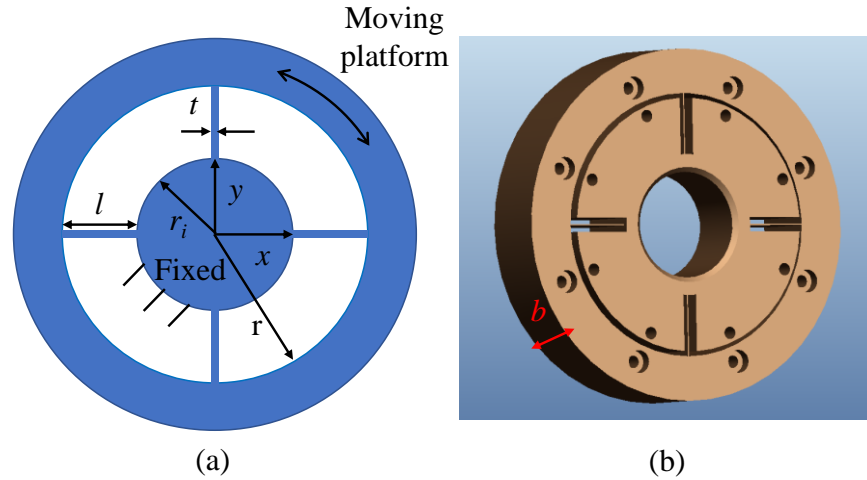 Moving
platform
t
l
r_i
y
x
Fixed
r
b
(a)
(b)